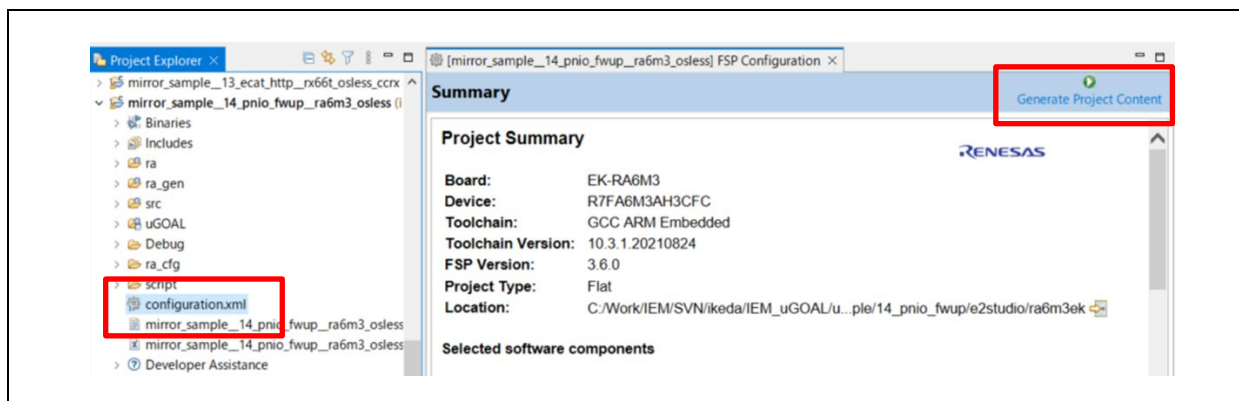 Project Explorer
mirror_sample__13_ecat_http__rx66t_osless_ccrx
mirror_sample__14_pnio_fwup__ra6m3_osless (i
Binaries
Includes
ra
ra_gen
src
uGOAL
Debug
ra_cfg
script
configuration.xml
mirror_sample__14_pnio_fwup__ra6m3_osless
mirror_sample__14_pnio_fwup__ra6m3_osless
Developer Assistance
[mirror_sample__14_pnio_fwup__ra6m3_osless] FSP Configuration
Summary
Generate Project Content
Project Summary
RENESAS
Board: EK-RA6M3
Device: R7FA6M3AH3CFC
Toolchain: GCC ARM Embedded
Toolchain Version: 10.3.1.20210824
FSP Version: 3.6.0
Project Type: Flat
Location: C:/Work/IEM/SVN/ikeda/IEM_uGOAL/u...ple/14_pnio_fwup/e2studio/ra6m3ek
Selected software components